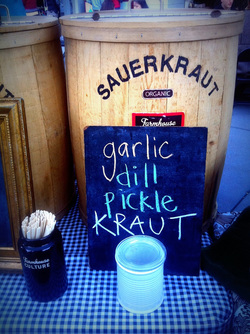 SAUERKRAUT
ORGANIC
Farmhouse
garlic
dill
pickle
KRAUT
Farmhouse
CULTURE